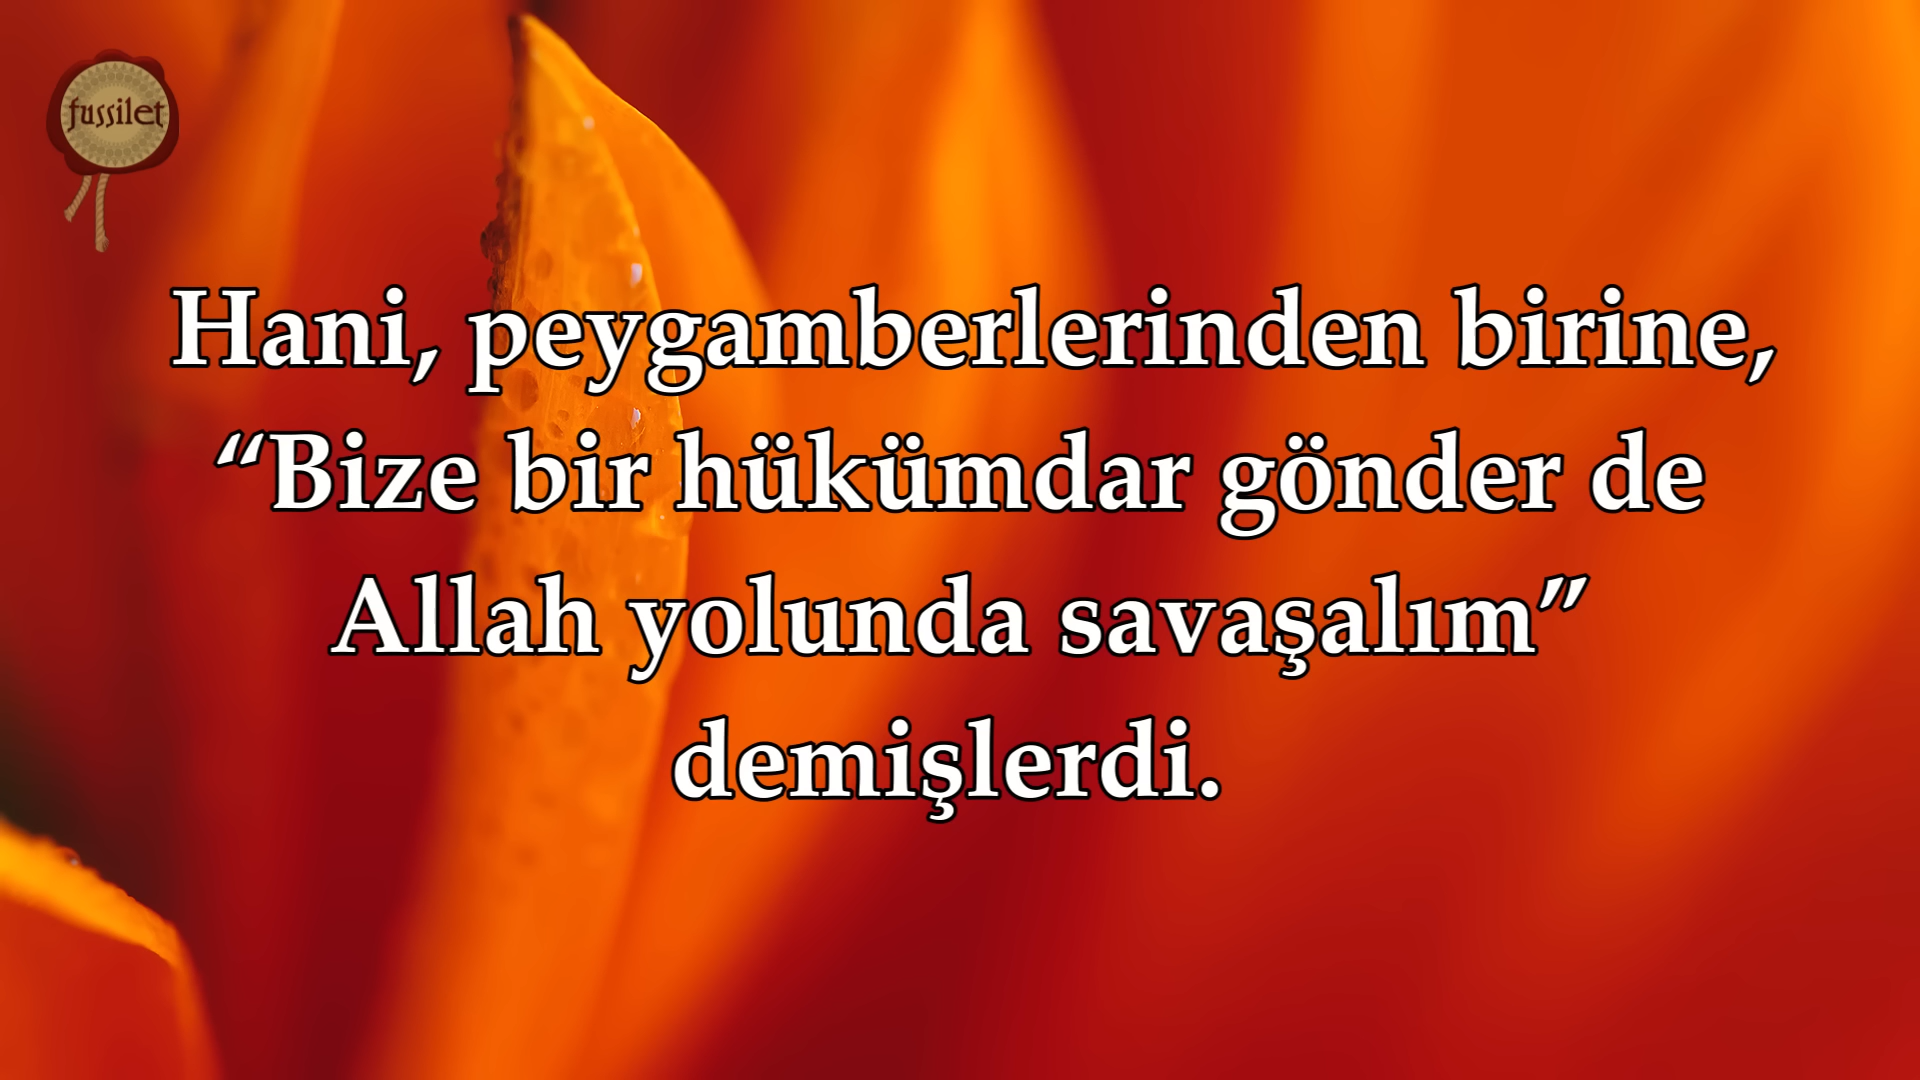 fussilet
Hani, peygamberlerinden birine,
“Bize bir hükümdar gönder de
Allah yolunda savaşalım”
demişlerdi.